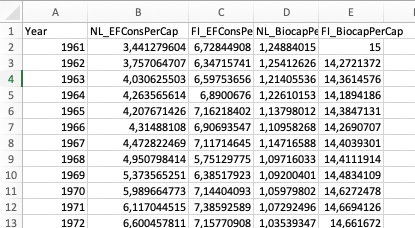 A B C D E
1 Year NL_EFConsPerCap FI_EFConsPe NL_BiocapPe FI_BiocapPerCap
2 1961 3,441279604 6,72844908 1,24884015 15
3 1962 3,757064707 6,34715741 1,25412626 14,2721372
4 1963 4,030625503 6,59753656 1,21405536 14,3614576
5 1964 4,263565614 6,8900676 1,22610153 14,1894186
6 1965 4,207671426 7,16218402 1,13798012 14,3847131
7 1966 4,31488108 6,90693547 1,10958268 14,2690707
8 1967 4,472822469 7,11714645 1,14716588 14,4039301
9 1968 4,950798414 5,75129775 1,09716033 14,4111914
10 1969 5,373565251 6,38517923 1,09200401 14,4834109
11 1970 5,989664773 7,14404093 1,05979802 14,6272478
12 1971 6,117044515 7,38592589 1,07292496 14,6694126
13 1972 6,600457811 7,15770908 1,03539347 14,661672